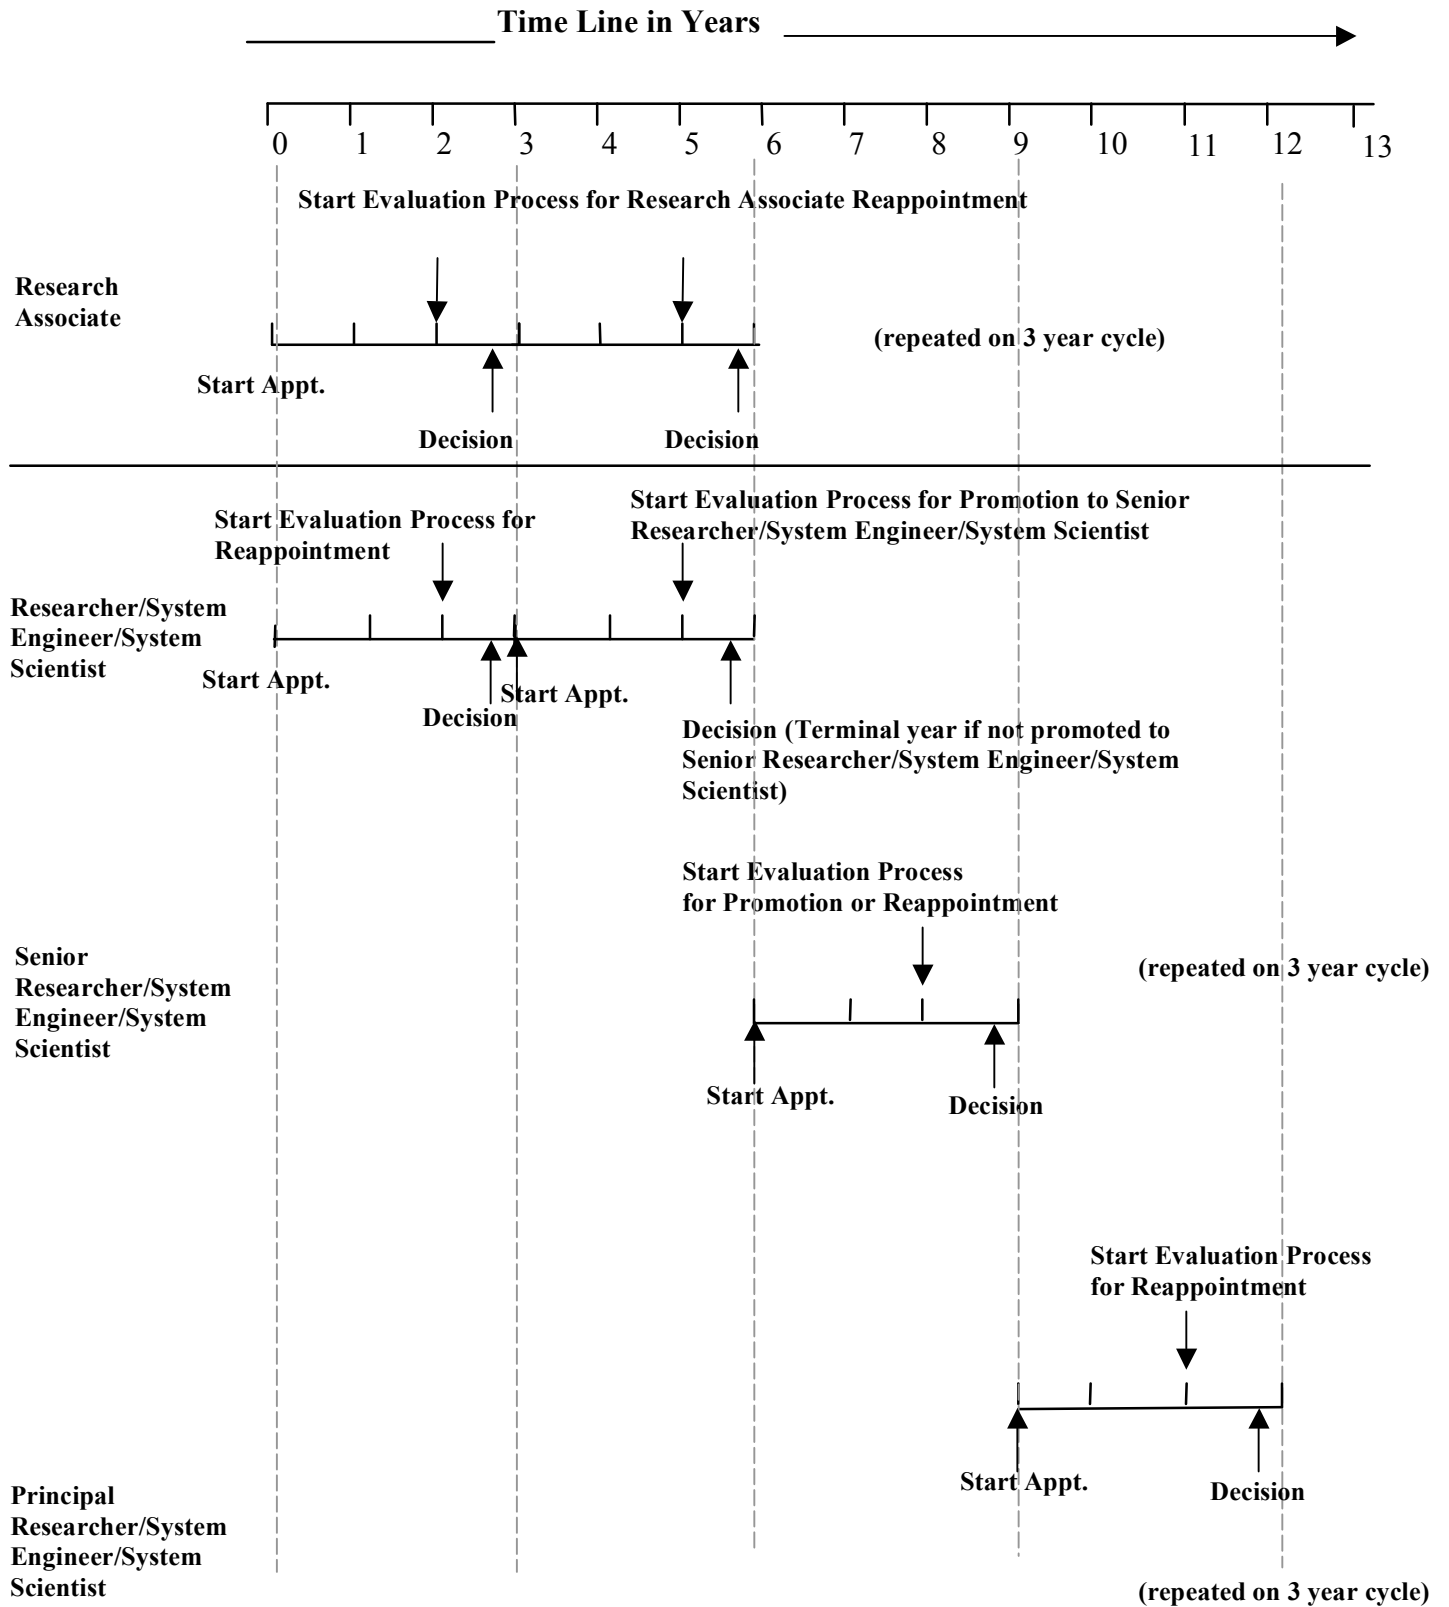 Time Line in Years
0 1 2 3 4 5 6 7 8 9 10 11 12 13
Start Evaluation Process for Research Associate Reappointment
Research
Associate
(repeated on 3 year cycle)
Start Appt.
Decision
Decision
Start Evaluation Process for
Reappointment
Start Evaluation Process for Promotion to Senior
Researcher/System Engineer/System Scientist
Researcher/System
Engineer/System
Scientist
Start Appt.
Decision
Start Appt.
Decision (Terminal year if not promoted to
Senior Researcher/System Engineer/System
Scientist)
Start Evaluation Process
for Promotion or Reappointment
Senior
Researcher/System
Engineer/System
Scientist
(repeated on 3 year cycle)
Start Appt.
Decision
Start Evaluation Process
for Reappointment
Start Appt.
Decision
Principal
Researcher/System
Engineer/System
Scientist
(repeated on 3 year cycle)